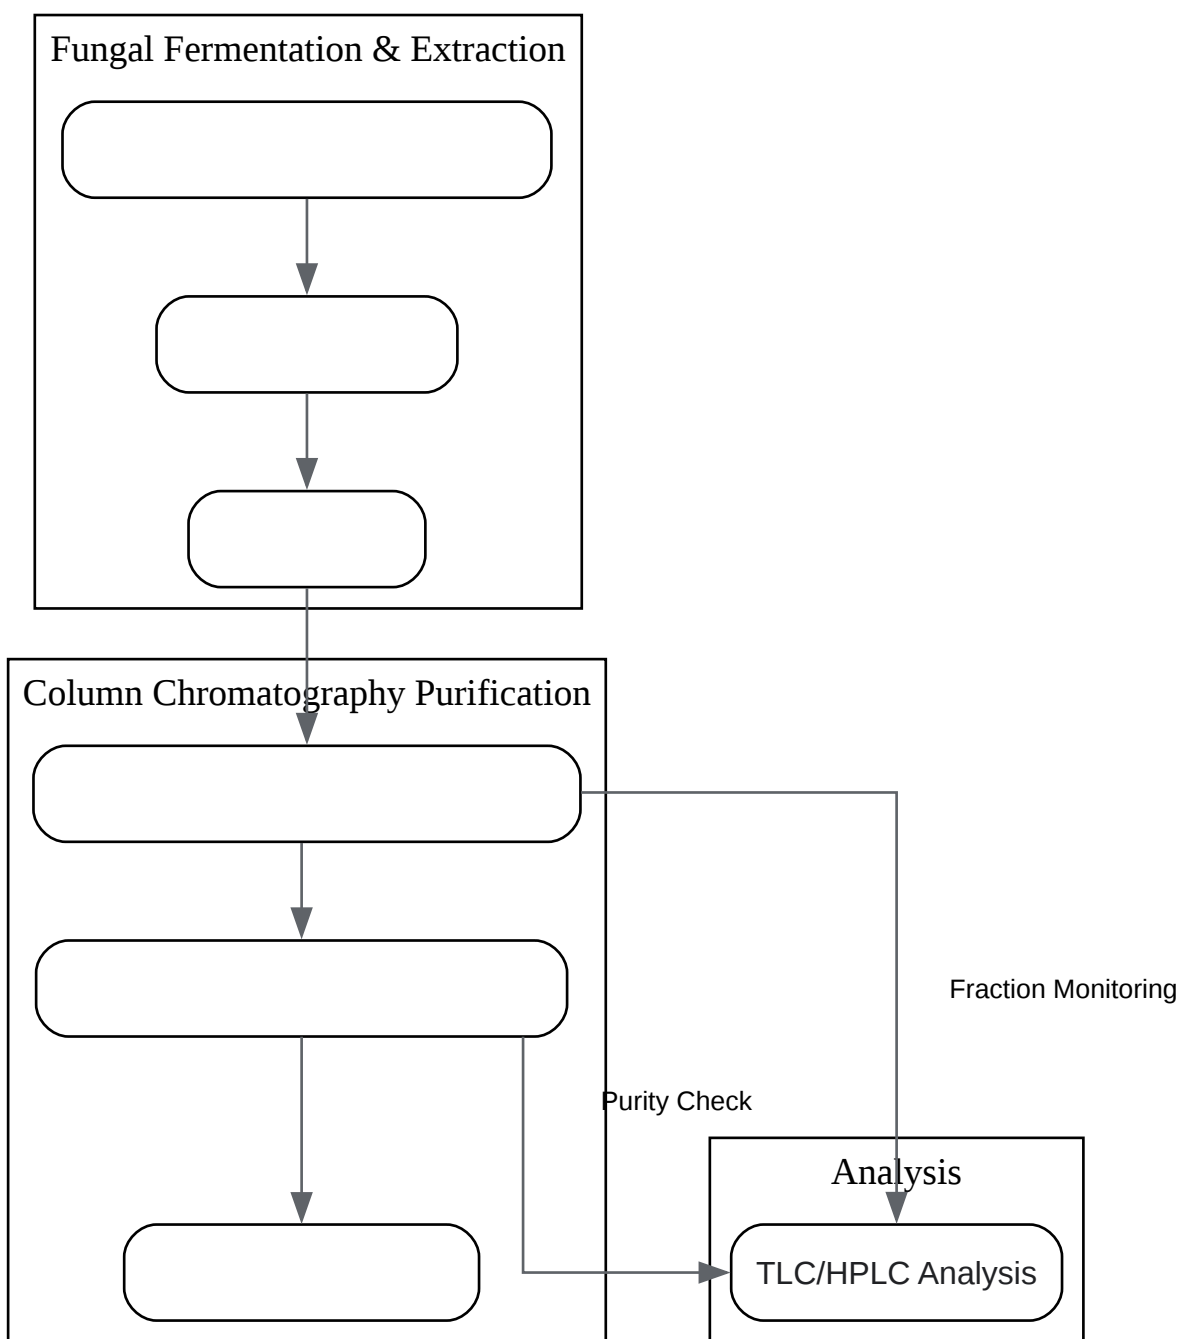 Fungal Fermentation & Extraction
Column Chromatography Purification
Fraction Monitoring
Purity Check
Analysis
TLC/HPLC Analysis